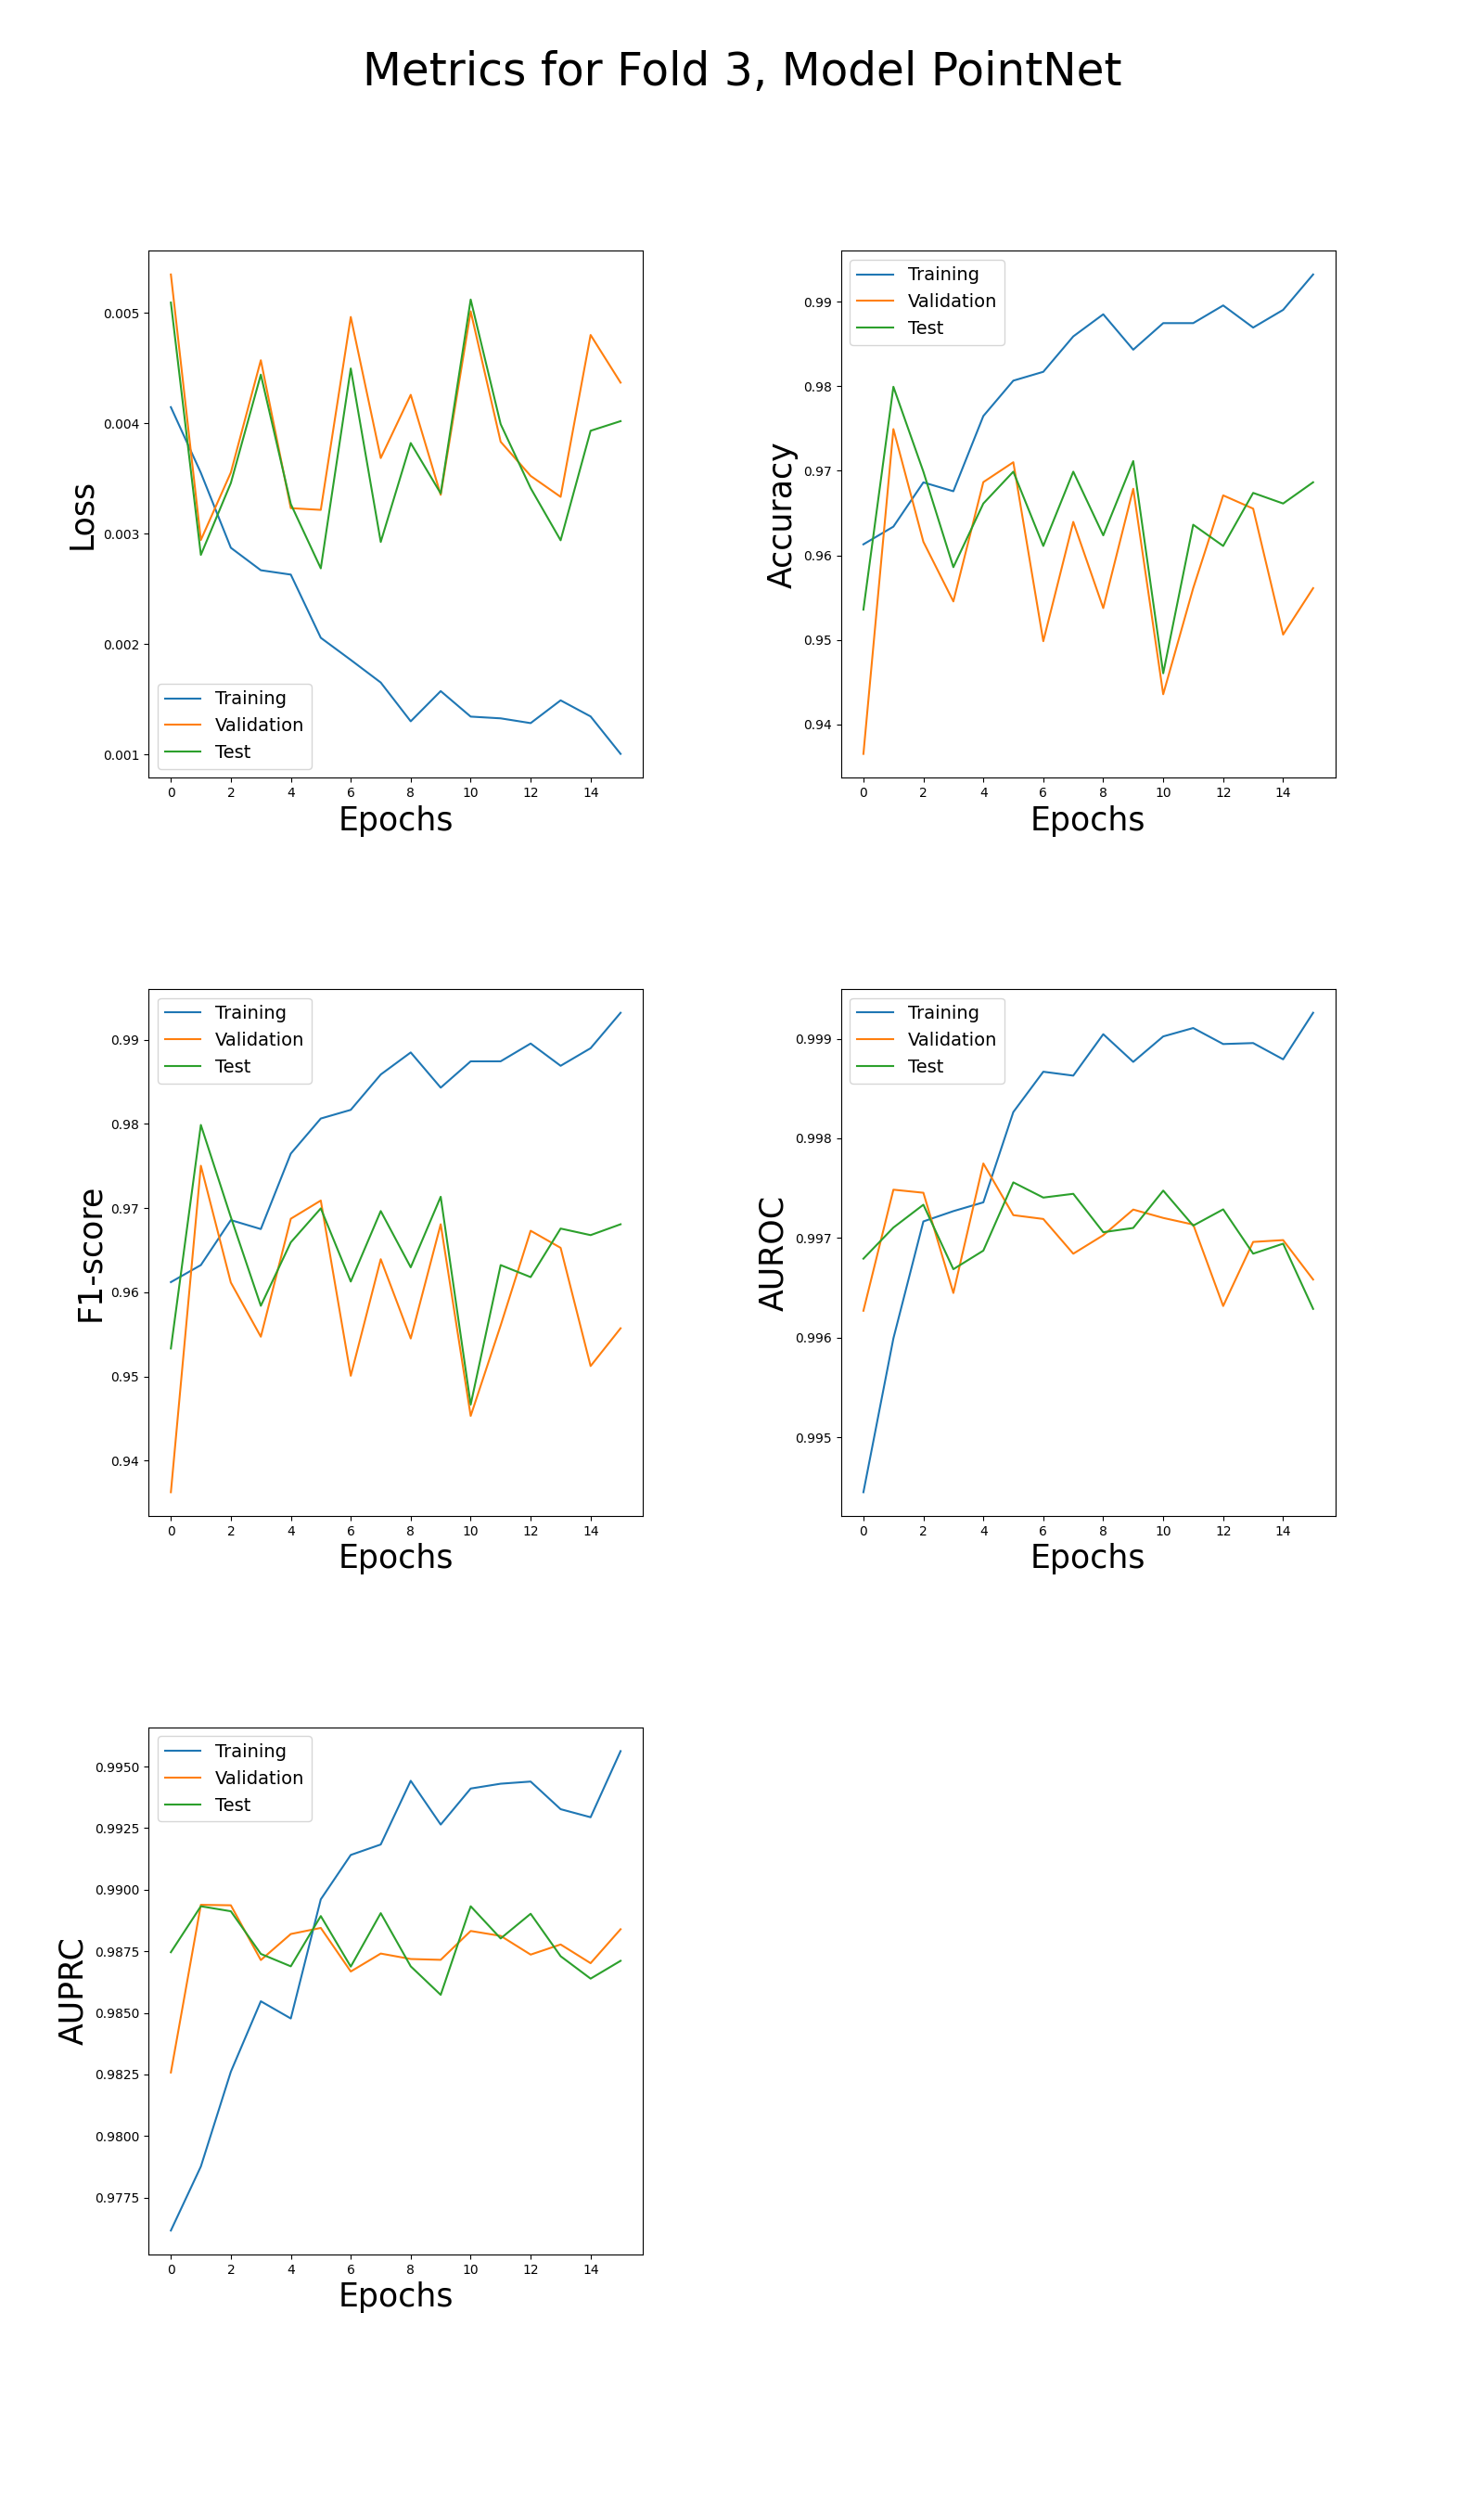 Metrics for Fold 3, Model PointNet
Loss
0.005
0.004
0.003
0.002
0.001
Training
Validation
Test
0 2 4 6 8 10 12 14
Epochs
Accuracy
0.99
0.98
0.97
0.96
0.95
0.94
Training
Validation
Test
0 2 4 6 8 10 12 14
Epochs
F1-score
0.99
0.98
0.97
0.96
0.95
0.94
Training
Validation
Test
0 2 4 6 8 10 12 14
Epochs
AUROC
0.999
0.998
0.997
0.996
0.995
Training
Validation
Test
0 2 4 6 8 10 12 14
Epochs
AUPRC
0.9950
0.9925
0.9900
0.9875
0.9850
0.9825
0.9800
0.9775
Training
Validation
Test
0 2 4 6 8 10 12 14
Epochs